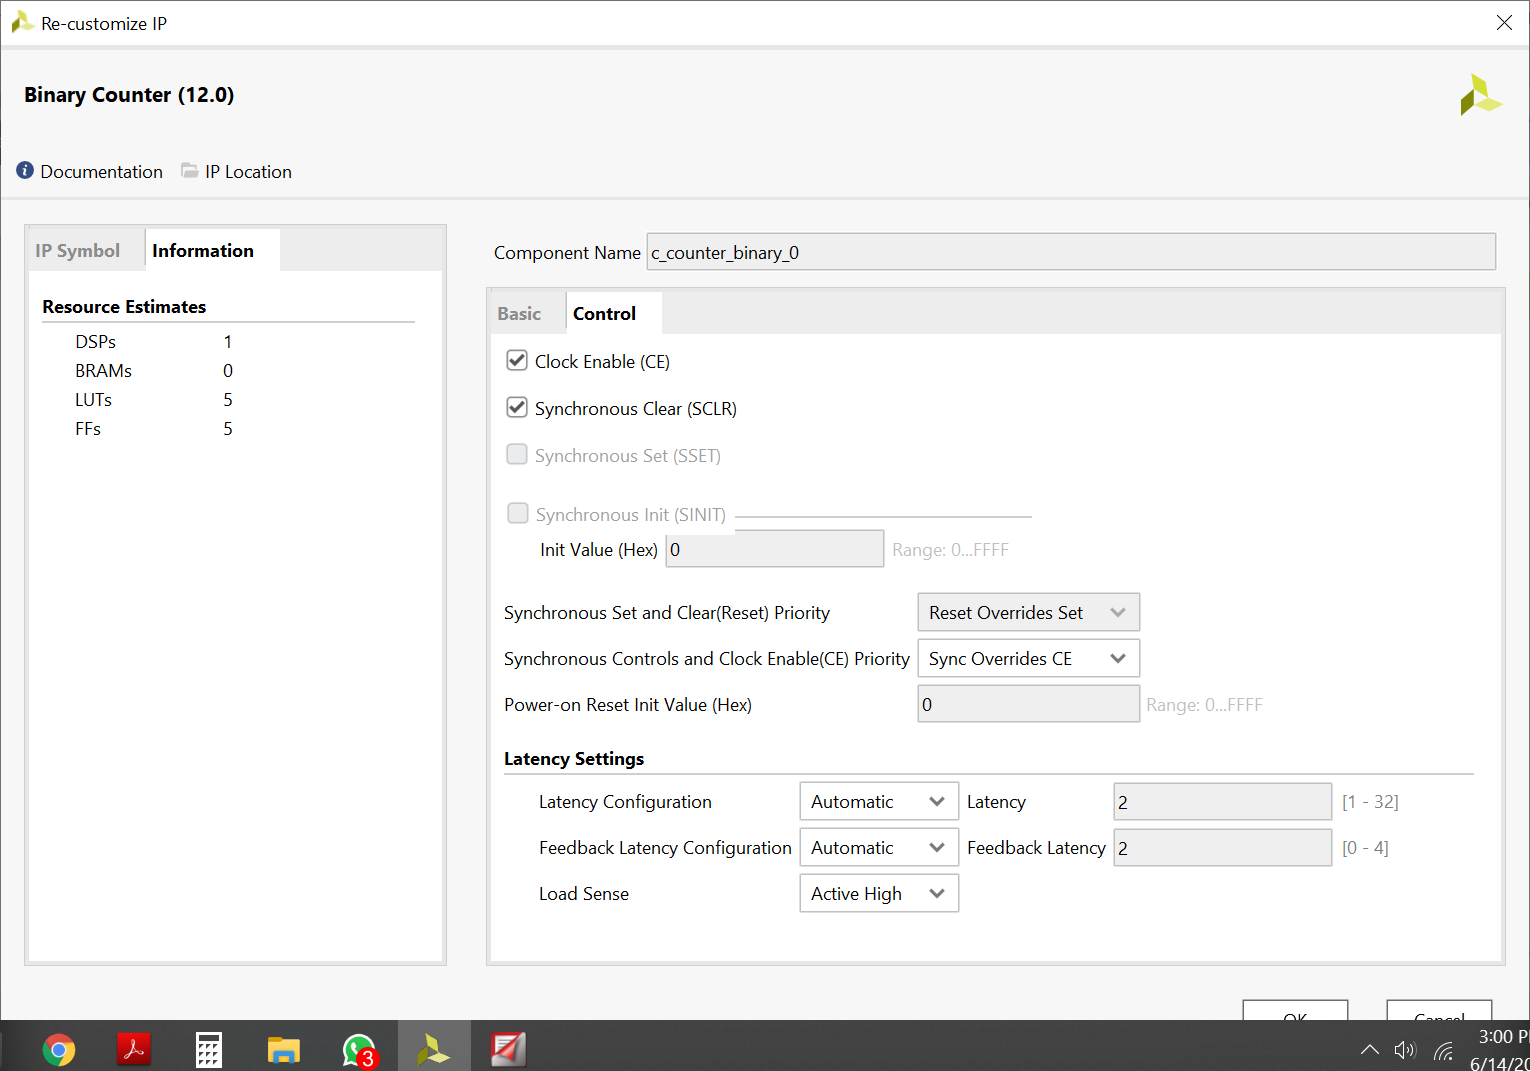 Re-customize IP
Binary Counter (12.0)
Documentation IP Location
IP Symbol Information
Resource Estimates
DSPs 1
BRAMs 0
LUTs 5
FFs 5
Component Name c_counter_binary_0
Basic Control
Clock Enable (CE)
Synchronous Clear (SCLR)
Synchronous Set (SSET)
Synchronous Init (SINIT)
Init Value (Hex) 0 Range: 0...FFFF
Synchronous Set and Clear(Reset) Priority Reset Overrides Set
Synchronous Controls and Clock Enable(CE) Priority Sync Overrides CE
Power-on Reset Init Value (Hex) 0 Range: 0...FFFF
Latency Settings
Latency Configuration Automatic Latency 2 [1 - 32]
Feedback Latency Configuration Automatic Feedback Latency 2 [0 - 4]
Load Sense Active High
OK Cancel
3
3:00 P
6/14/20